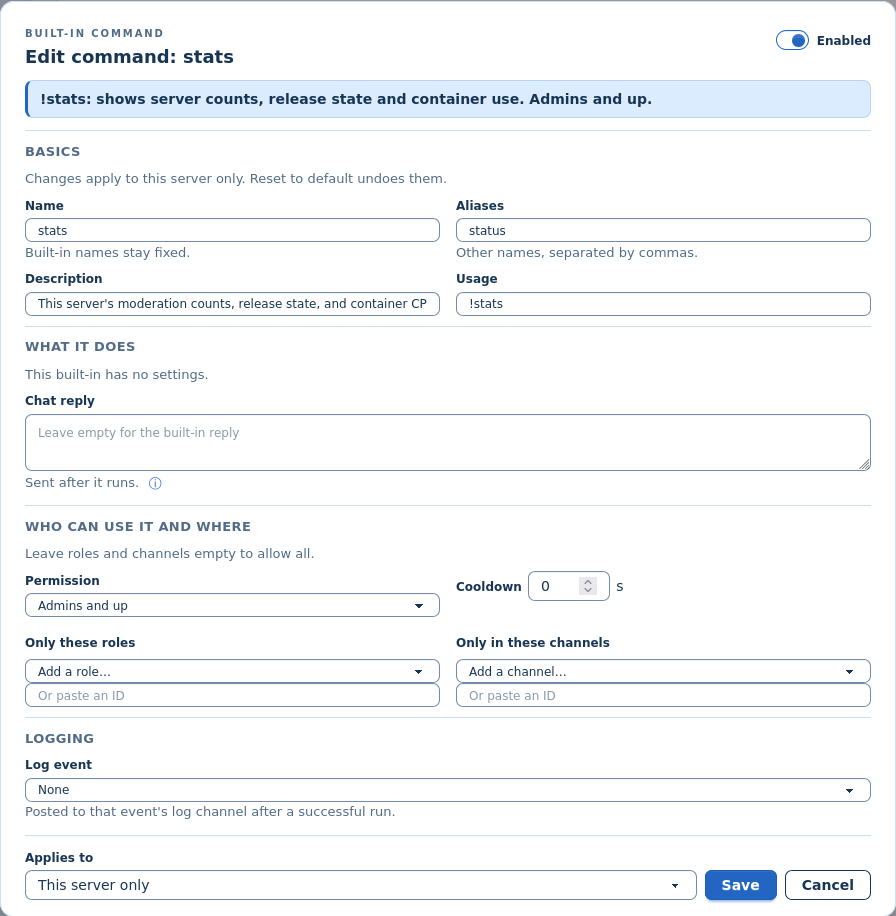 BUILT-IN COMMAND
Edit command: stats
Enabled
!stats: shows server counts, release state and container use. Admins and up.
BASICS
Changes apply to this server only. Reset to default undoes them.
Name
Aliases
stats
status
Built-in names stay fixed.
Other names, separated by commas.
Description
Usage
This server's moderation counts, release state, and container CP
!stats
WHAT IT DOES
This built-in has no settings.
Chat reply
Leave empty for the built-in reply
Sent after it runs. ⓘ
WHO CAN USE IT AND WHERE
Leave roles and channels empty to allow all.
Permission
Cooldown 0 s
Admins and up
Only these roles
Only in these channels
Add a role...
Add a channel...
Or paste an ID
Or paste an ID
LOGGING
Log event
None
Posted to that event's log channel after a successful run.
Applies to
This server only
Save
Cancel